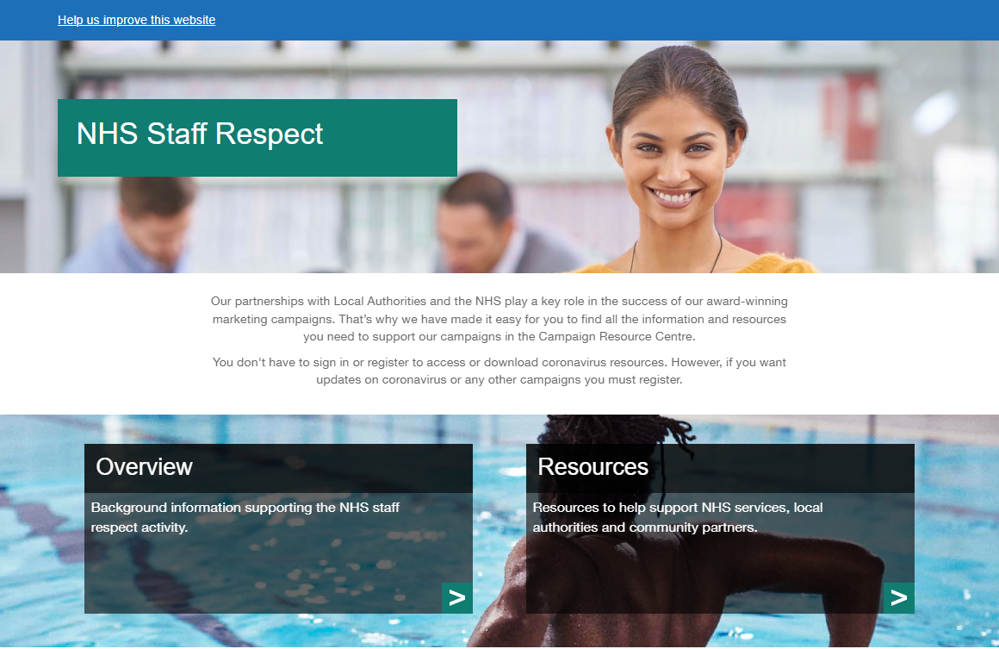 Help us improve this website
NHS Staff Respect
Our partnerships with Local Authorities and the NHS play a key role in the success of our award-winning
marketing campaigns. That’s why we have made it easy for you to find all the information and resources
you need to support our campaigns in the Campaign Resource Centre.
You don't have to sign in or register to access or download coronavirus resources. However, if you want
updates on coronavirus or any other campaigns you must register.
Overview
Background information supporting the NHS staff
respect activity.
>
Resources
Resources to help support NHS services, local
authorities and community partners.
>